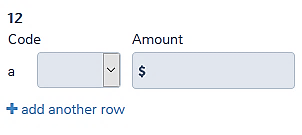 12
Code Amount
a $
+ add another row